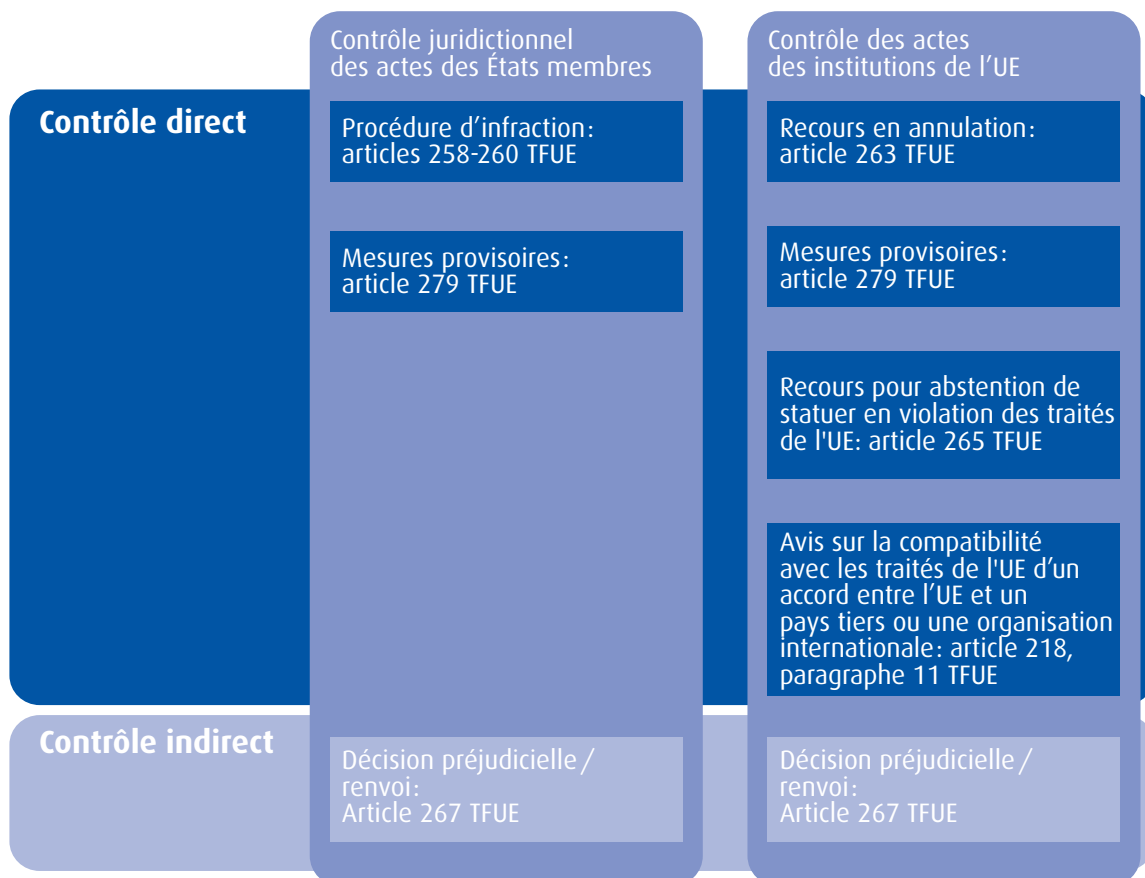 Contrôle juridictionnel
des actes des États membres
Contrôle des actes
des institutions de l’UE
Contrôle direct
Procédure d’infraction:
articles 258-260 TFUE
Recours en annulation:
article 263 TFUE
Mesures provisoires:
article 279 TFUE
Mesures provisoires:
article 279 TFUE
Recours pour abstention de
statuer en violation des traités
de l'UE: article 265 TFUE
Avis sur la compatibilité
avec les traités de l'UE d’un
accord entre l’UE et un
pays tiers ou une organisation
internationale: article 218,
paragraphe 11 TFUE
Contrôle indirect
Décision préjudicielle /
renvoi:
Article 267 TFUE
Décision préjudicielle /
renvoi:
Article 267 TFUE